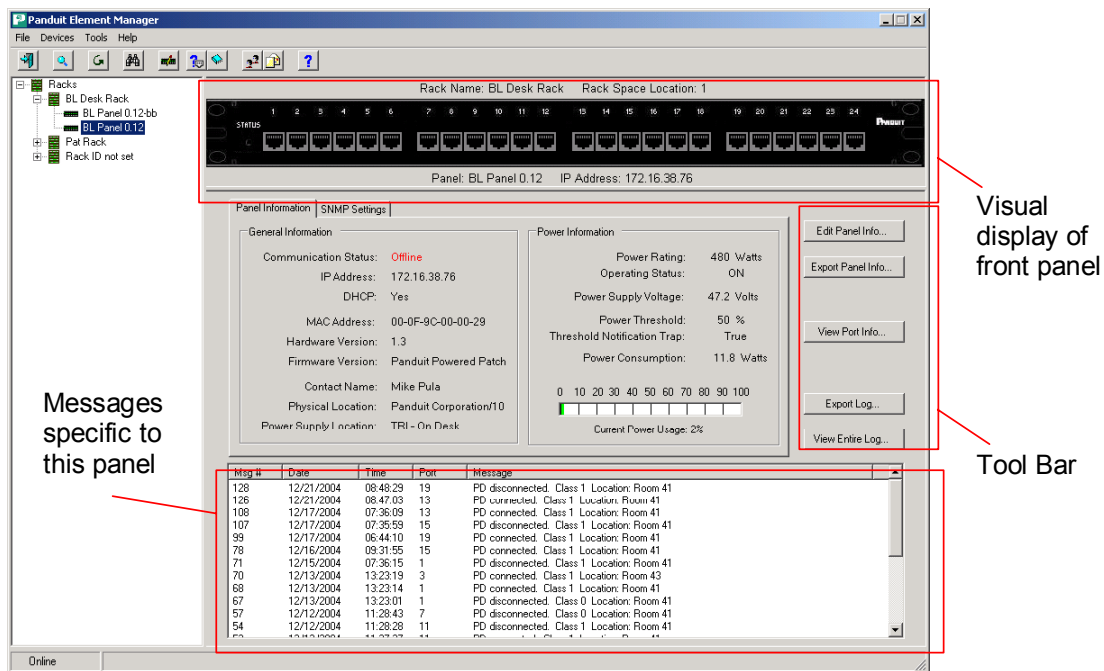 Panduit Element Manager
File Devices Tools Help
Racks
BL Desk Rack
BL Panel 0.12-bb
BL Panel 0.12
Pat Rack
Rack ID not set
Rack Name: BL Desk Rack Rack Space Location: 1
1 2 3 4 5 6 7 8 9 10 11 12 13 14 15 16 17 18 19 20 21 22 23 24
STATUS
PANDUIT
Panel: BL Panel 0.12 IP Address: 172.16.38.76
Panel Information SNMP Settings
General Information
Communication Status: Offline
IP Address: 172.16.38.76
DHCP: Yes
MAC Address: 00-0F-9C-00-00-29
Hardware Version: 1.3
Firmware Version: Panduit Powered Patch
Contact Name: Mike Pula
Physical Location: Panduit Corporation/10
Power Supply Location: TBL- On Desk
Power Information
Power Rating: 480 Watts
Operating Status: ON
Power Supply Voltage: 47.2 Volts
Power Threshold: 50 %
Threshold Notification Trap: True
Power Consumption: 11.8 Watts
0 10 20 30 40 50 60 70 80 90 100
Current Power Usage: 2%
Edit Panel Info...
Export Panel Info...
View Port Info...
Export Log...
View Entire Log...
Visual
display of
front panel
Tool Bar
Messages
specific to
this panel
Msg # Date Time Port Message
128 12/21/2004 08:48:29 19 PD disconnected. Class 1 Location: Room 41
126 12/21/2004 08:47:03 13 PD connected. Class 1 Location: Room 41
108 12/17/2004 07:36:09 13 PD disconnected. Class 1 Location: Room 41
107 12/17/2004 07:35:59 15 PD disconnected. Class 1 Location: Room 41
99 12/17/2004 06:44:10 19 PD connected. Class 1 Location: Room 41
78 12/16/2004 09:31:55 15 PD connected. Class 1 Location: Room 41
71 12/15/2004 07:36:15 1 PD disconnected. Class 1 Location: Room 41
70 12/13/2004 13:23:19 3 PD connected. Class 1 Location: Room 43
68 12/13/2004 13:23:14 1 PD connected. Class 1 Location: Room 41
67 12/13/2004 13:23:01 1 PD disconnected. Class 0 Location: Room 41
57 12/12/2004 11:28:43 7 PD disconnected. Class 0 Location: Room 41
54 12/12/2004 11:28:28 11 PD disconnected. Class 1 Location: Room 41
Online